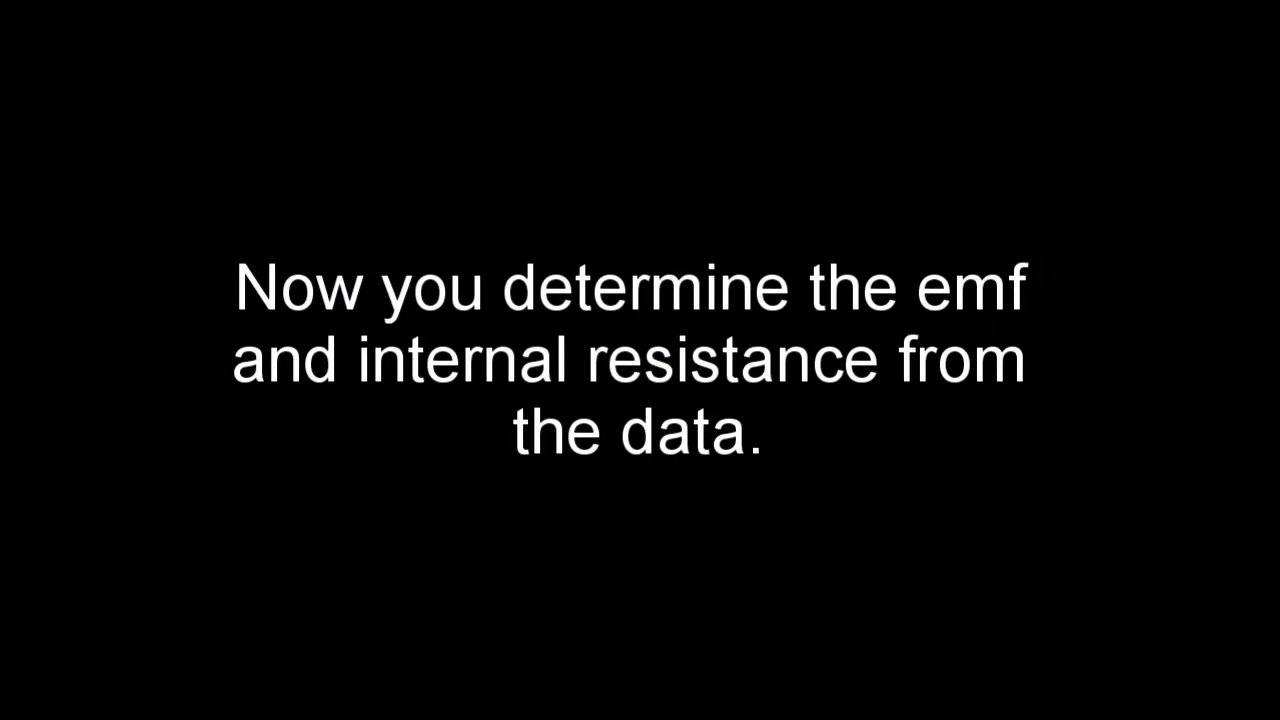 Now you determine the emf
and internal resistance from
the data.